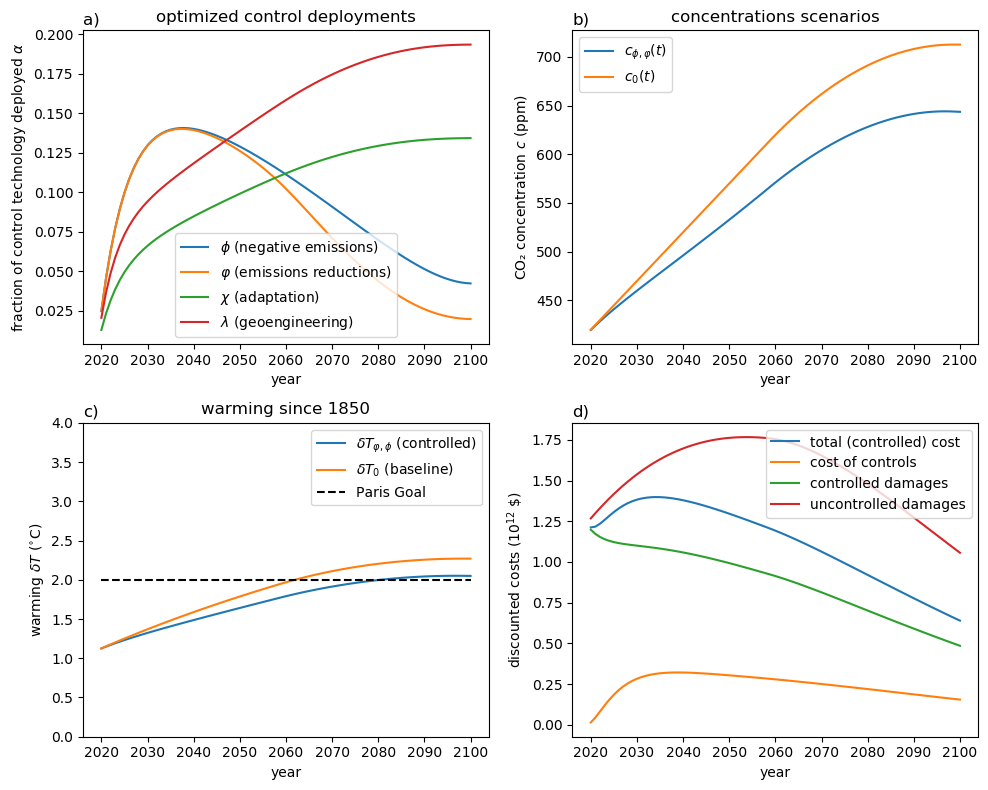 a)
optimized control deployments
fraction of control technology deployed α
0.200
0.175
0.150
0.125
0.100
0.075
0.050
0.025
ϕ (negative emissions)
φ (emissions reductions)
χ (adaptation)
λ (geoengineering)
2020 2030 2040 2050 2060 2070 2080 2090 2100
year
b)
concentrations scenarios
CO₂ concentration c (ppm)
700
650
600
550
500
450
c_{ϕ,φ}(t)
c₀(t)
2020 2030 2040 2050 2060 2070 2080 2090 2100
year
c)
warming since 1850
warming δT (°C)
4.0
3.5
3.0
2.5
2.0
1.5
1.0
0.5
0.0
δT_{φ,ϕ} (controlled)
δT₀ (baseline)
Paris Goal
2020 2030 2040 2050 2060 2070 2080 2090 2100
year
d)
discounted costs (10¹² $)
1.75
1.50
1.25
1.00
0.75
0.50
0.25
0.00
total (controlled) cost
cost of controls
controlled damages
uncontrolled damages
2020 2030 2040 2050 2060 2070 2080 2090 2100
year